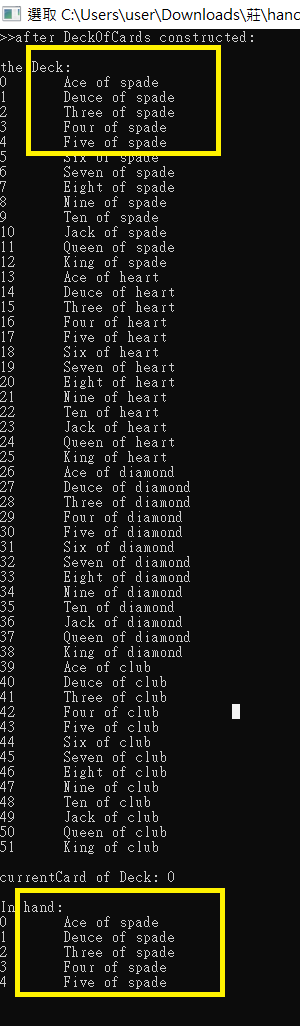 選取 C:\Users\user\Downloads\莊\hand
>>after DeckOfCards constructed:
the Deck:
0 Ace of spade
1 Deuce of spade
2 Three of spade
3 Four of spade
4 Five of spade
5 Six of spade
6 Seven of spade
7 Eight of spade
8 Nine of spade
9 Ten of spade
10 Jack of spade
11 Queen of spade
12 King of spade
13 Ace of heart
14 Deuce of heart
15 Three of heart
16 Four of heart
17 Five of heart
18 Six of heart
19 Seven of heart
20 Eight of heart
21 Nine of heart
22 Ten of heart
23 Jack of heart
24 Queen of heart
25 King of heart
26 Ace of diamond
27 Deuce of diamond
28 Three of diamond
29 Four of diamond
30 Five of diamond
31 Six of diamond
32 Seven of diamond
33 Eight of diamond
34 Nine of diamond
35 Ten of diamond
36 Jack of diamond
37 Queen of diamond
38 King of diamond
39 Ace of club
40 Deuce of club
41 Three of club
42 Four of club
43 Five of club
44 Six of club
45 Seven of club
46 Eight of club
47 Nine of club
48 Ten of club
49 Jack of club
50 Queen of club
51 King of club
currentCard of Deck: 0
In hand:
0 Ace of spade
1 Deuce of spade
2 Three of spade
3 Four of spade
4 Five of spade